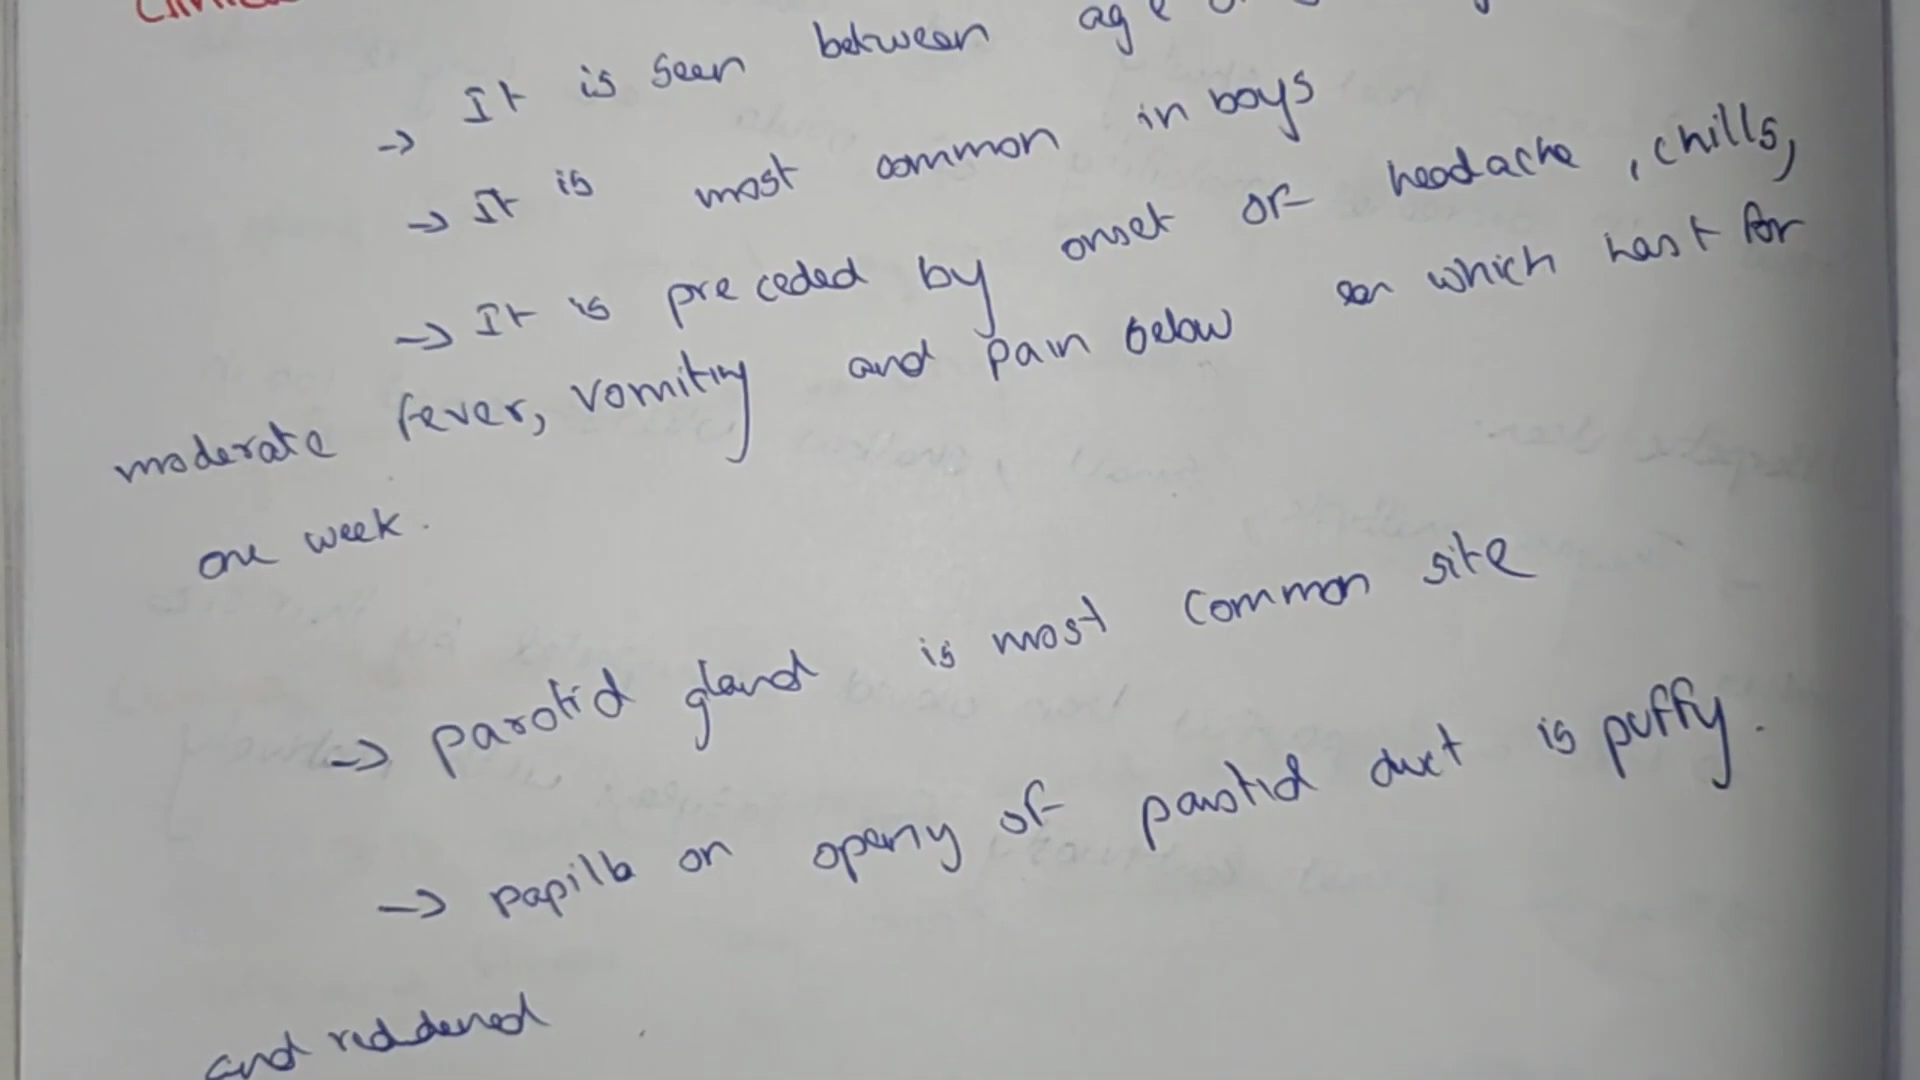 → It is seen between age
→ It is most common in boys
→ It is preceded by onset of headache, chills,
moderate fever, vomiting and pain below ear which last for
one week.
→ parotid gland is most common site
→ papilla on openy of parotid duct is puffy.
and reddened